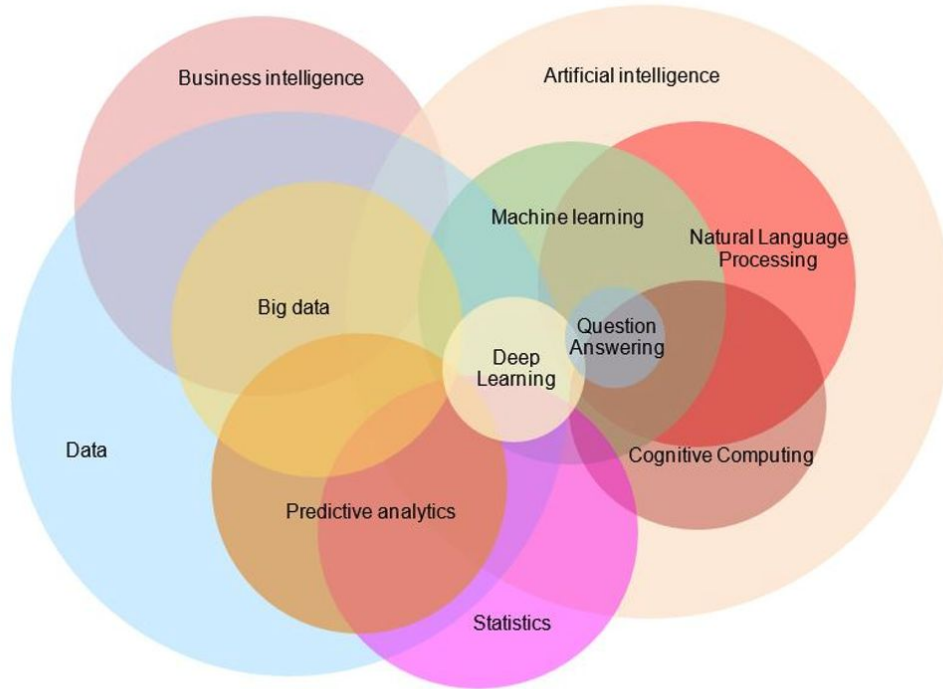 Business intelligence
Artificial intelligence
Machine learning
Natural Language
Processing
Big data
Question
Answering
Deep
Learning
Data
Cognitive Computing
Predictive analytics
Statistics